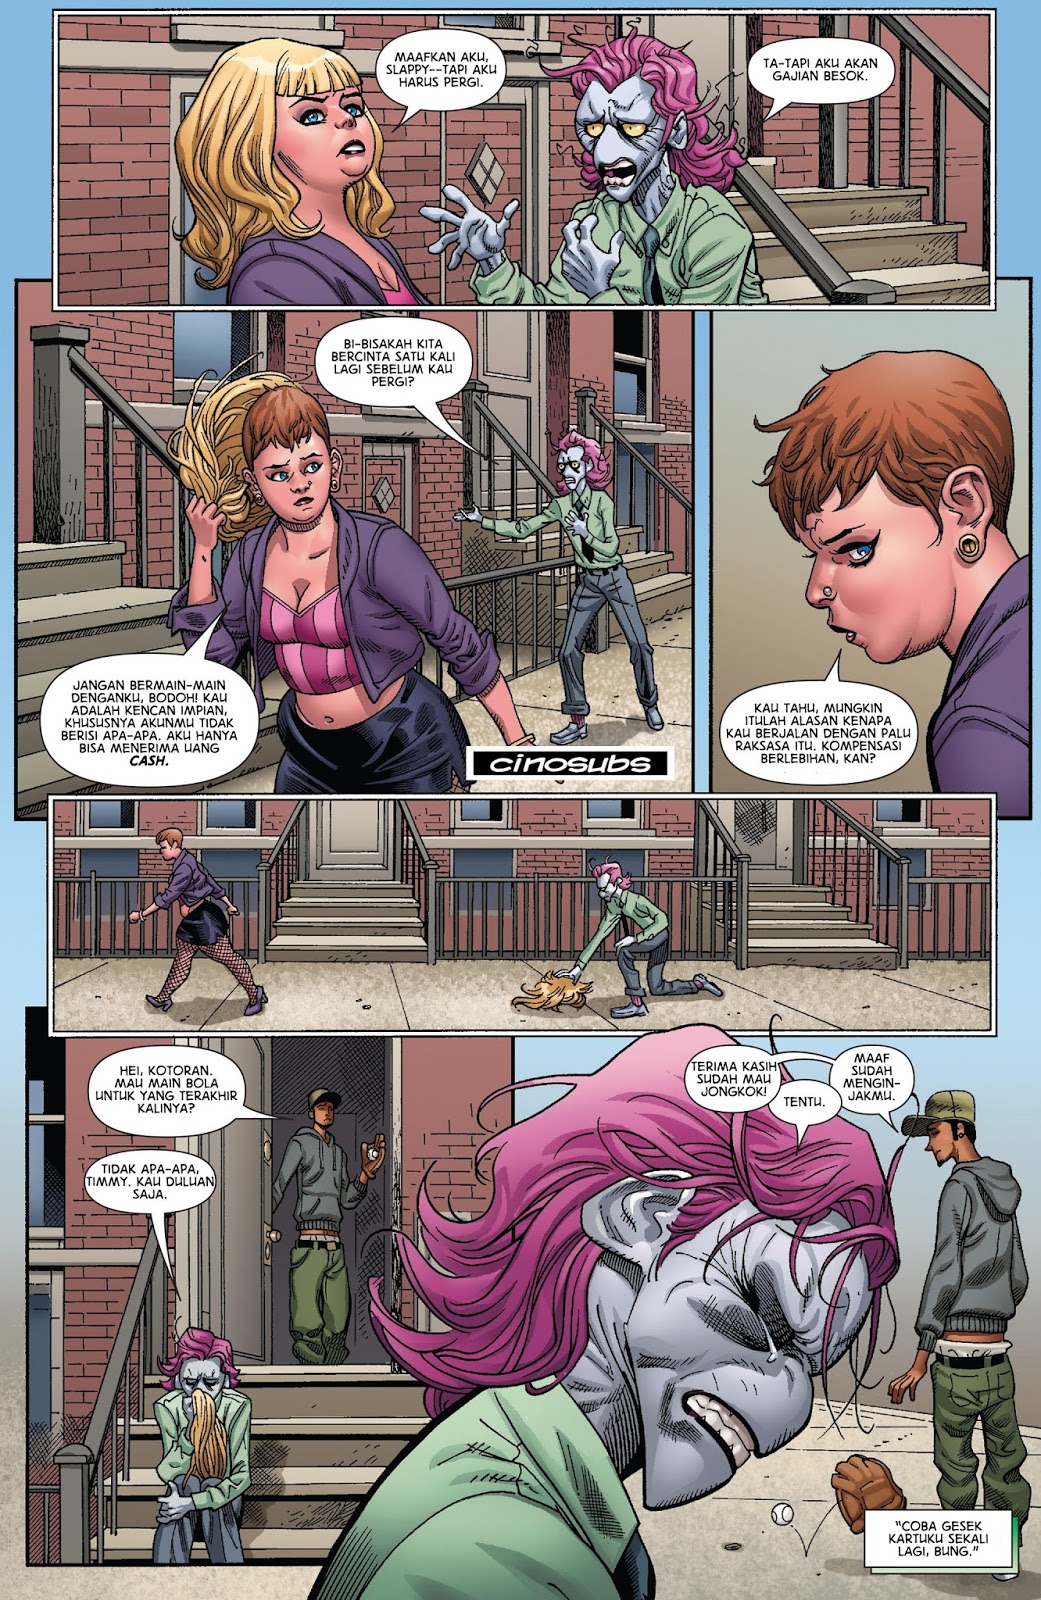 MAAFKAN AKU,
SLAPPY--TAPI AKU
HARUS PERGI.
TA-TAPI AKU AKAN
GAJIAN BESOK.
BI-BISAKAH KITA
BERCINTA SATU KALI
LAGI SEBELUM KAU
PERGI?
JANGAN BERMAIN-MAIN
DENGANKU, BODOH! KAU
ADALAH KENCAN IMPIAN,
KHUSUSNYA AKUNMU TIDAK
BERISI APA-APA. AKU HANYA
BISA MENERIMA UANG
CASH.
cinosubs
KAU TAHU, MUNGKIN
ITULAH ALASAN KENAPA
KAU BERJALAN DENGAN PALU
RAKSASA ITU. KOMPENSASI
BERLEBIHAN, KAN?
HEI, KOTORAN.
MAU MAIN BOLA
UNTUK YANG TERAKHIR
KALINYA?
TIDAK APA-APA,
TIMMY. KAU DULUAN
SAJA.
TERIMA KASIH
SUDAH MAU
JONGKOK!
TENTU.
MAAF
SUDAH
MENGIN-
JAKMU.
"COBA GESEK
KARTUKU SEKALI
LAGI, BUNG."